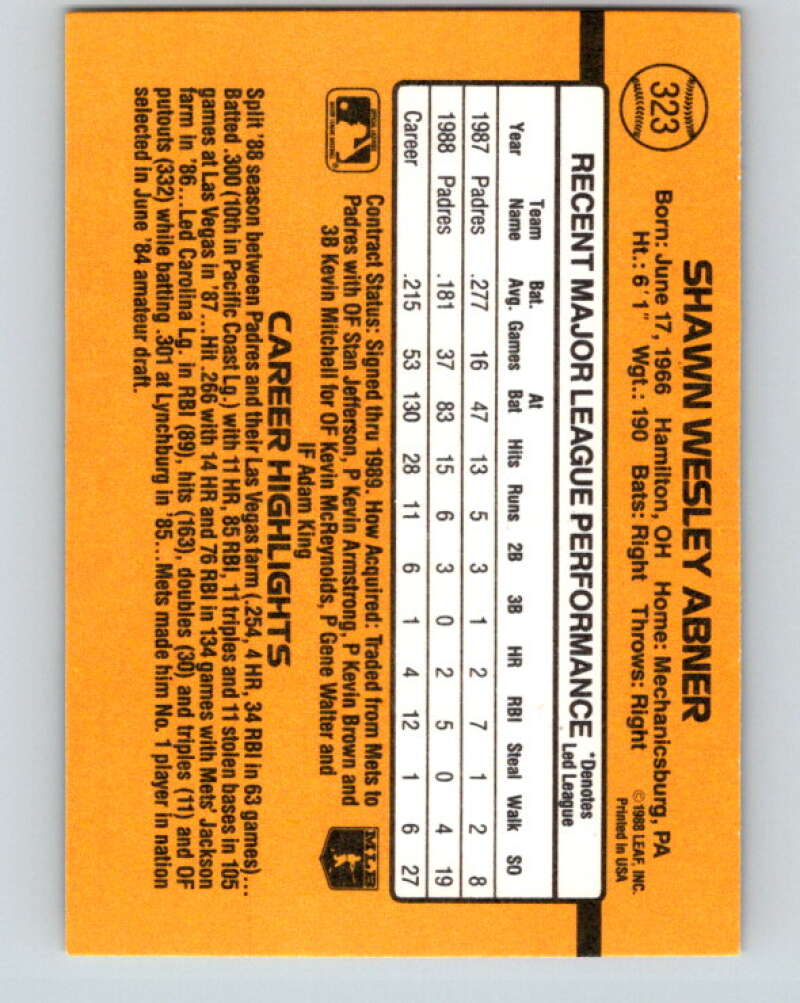 323
SHAWN WESLEY ABNER
Born: June 17, 1966 Hamilton, OH Home: Mechanicsburg, PA
Ht.: 6'1" Wgt.: 190 Bats: Right Throws: Right
©1988 LEAF, INC.
Printed in USA
RECENT MAJOR LEAGUE PERFORMANCE *Denotes Led League
Year Team Name Bat. Avg. Games At Bat Hits Runs 2B 3B HR RBI Steal Walk SO
1987 Padres .277 16 47 13 5 3 1 2 7 1 2 8
1988 Padres .181 37 83 15 6 3 0 2 5 0 4 19
Career .215 53 130 28 11 6 1 4 12 1 6 27
Contract Status: Signed thru 1989. How Acquired: Traded from Mets to
Padres with OF Stan Jefferson, P Kevin Armstrong, P Kevin Brown and
3B Kevin Mitchell for OF Kevin McReynolds, P Gene Walter and
IF Adam King
MLB
CAREER HIGHLIGHTS
Split '88 season between Padres and their Las Vegas farm (.254, 4 HR, 34 RBI in 63 games)...
Batted .300 (10th in Pacific Coast Lg.) with 11 HR, 85 RBI, 11 triples and 11 stolen bases in 105
games at Las Vegas in '87...Hit .266 with 14 HR and 76 RBI in 134 games with Mets' Jackson
farm in '86...Led Carolina Lg. in RBI (89), hits (163), doubles (30) and triples (11) and OF
putouts (332) while batting .301 at Lynchburg in '85...Mets made him No. 1 player in nation
selected in June '84 amateur draft.